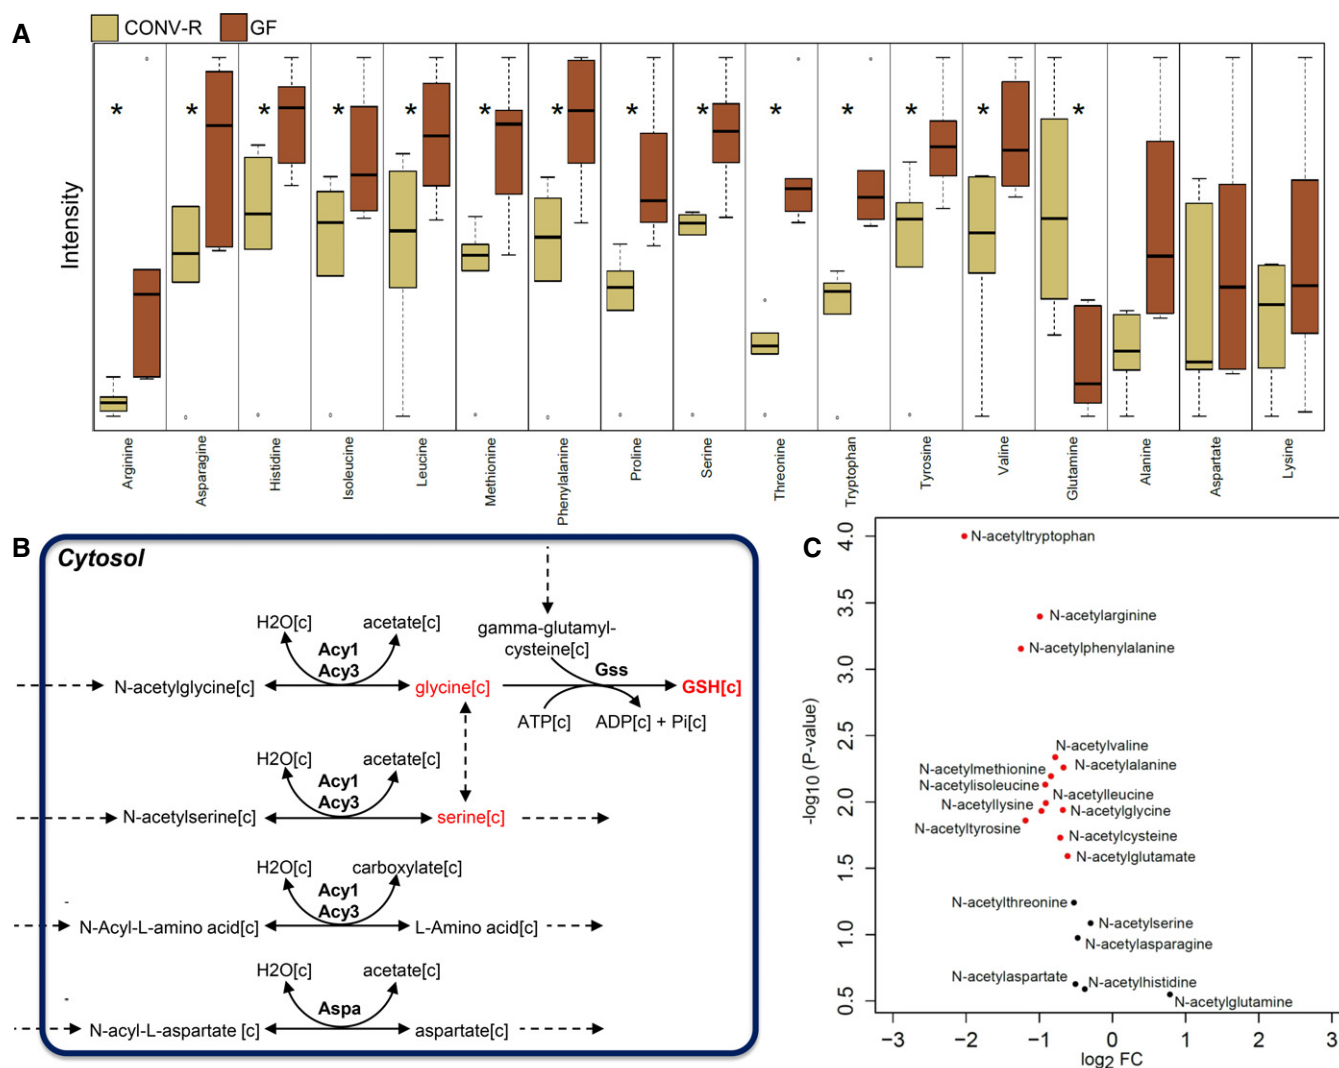 A
CONV-R GF
Intensity
* * * * * * * * * * * * * *
Arginine
Asparagine
Histidine
Isoleucine
Leucine
Methionine
Phenylalanine
Proline
Serine
Threonine
Tryptophan
Tyrosine
Valine
Glutamine
Alanine
Aspartate
Lysine
B
Cytosol
H2O[c] acetate[c]
Acy1
Acy3
N-acetylglycine[c] glycine[c]
gamma-glutamyl-
cysteine[c]
Gss
GSH[c]
ATP[c] ADP[c] + Pi[c]
H2O[c] acetate[c]
Acy1
Acy3
N-acetylserine[c] serine[c]
H2O[c] carboxylate[c]
Acy1
Acy3
N-Acyl-L-amino acid[c] L-Amino acid[c]
H2O[c] acetate[c]
Aspa
N-acyl-L-aspartate [c] aspartate[c]
C
-log10 (P-value)
4.0
3.5
3.0
2.5
2.0
1.5
1.0
0.5
N-acetyltryptophan
N-acetylarginine
N-acetylphenylalanine
N-acetylvaline
N-acetylalanine
N-acetylmethionine
N-acetylisoleucine
N-acetylleucine
N-acetyllysine
N-acetylglycine
N-acetyltyrosine
N-acetylcysteine
N-acetylglutamate
N-acetylthreonine
N-acetylserine
N-acetylasparagine
N-acetylaspartate
N-acetylhistidine
N-acetylglutamine
−3 −2 −1 0 1 2 3
log2 FC